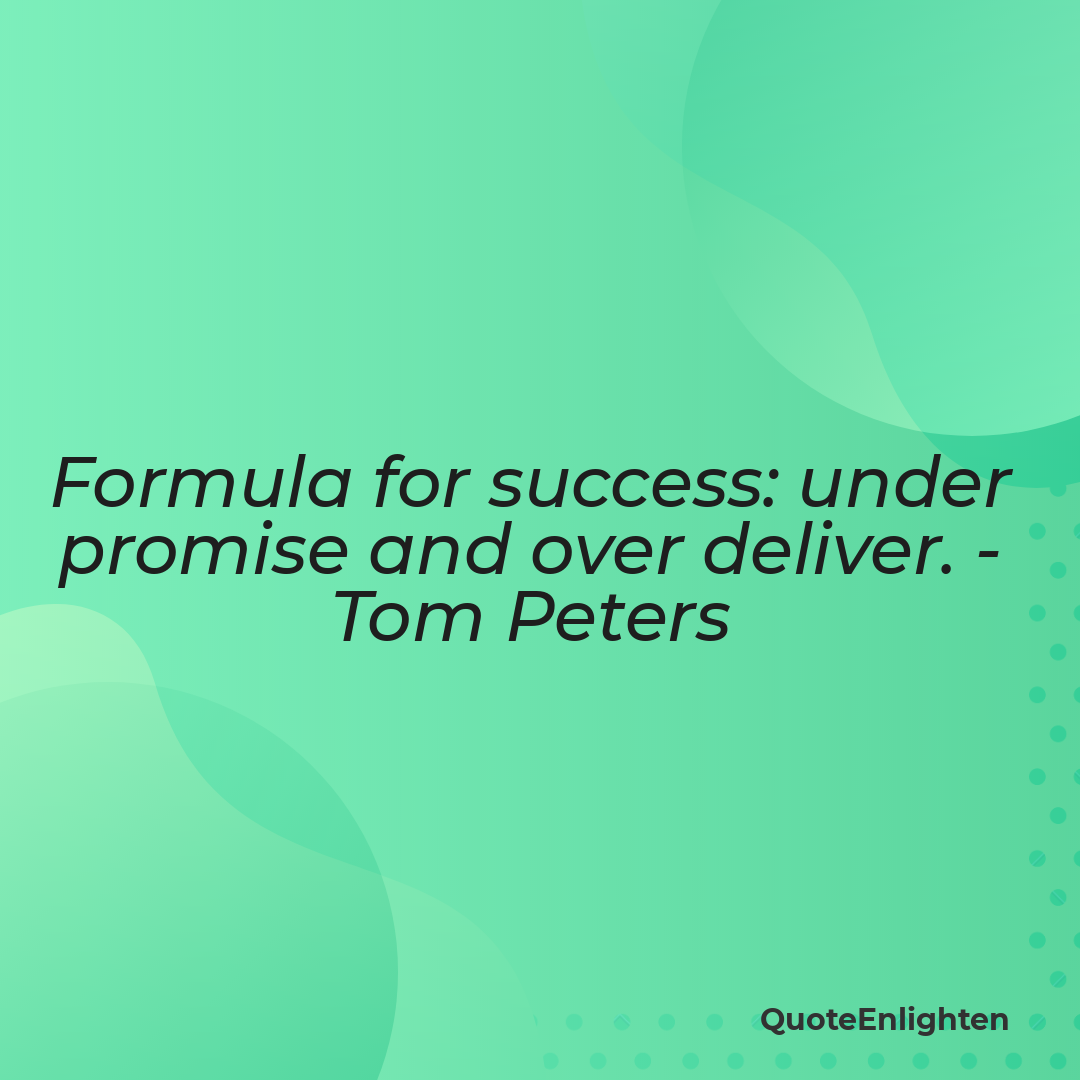 Formula for success: under
promise and over deliver. -
Tom Peters
QuoteEnlighten